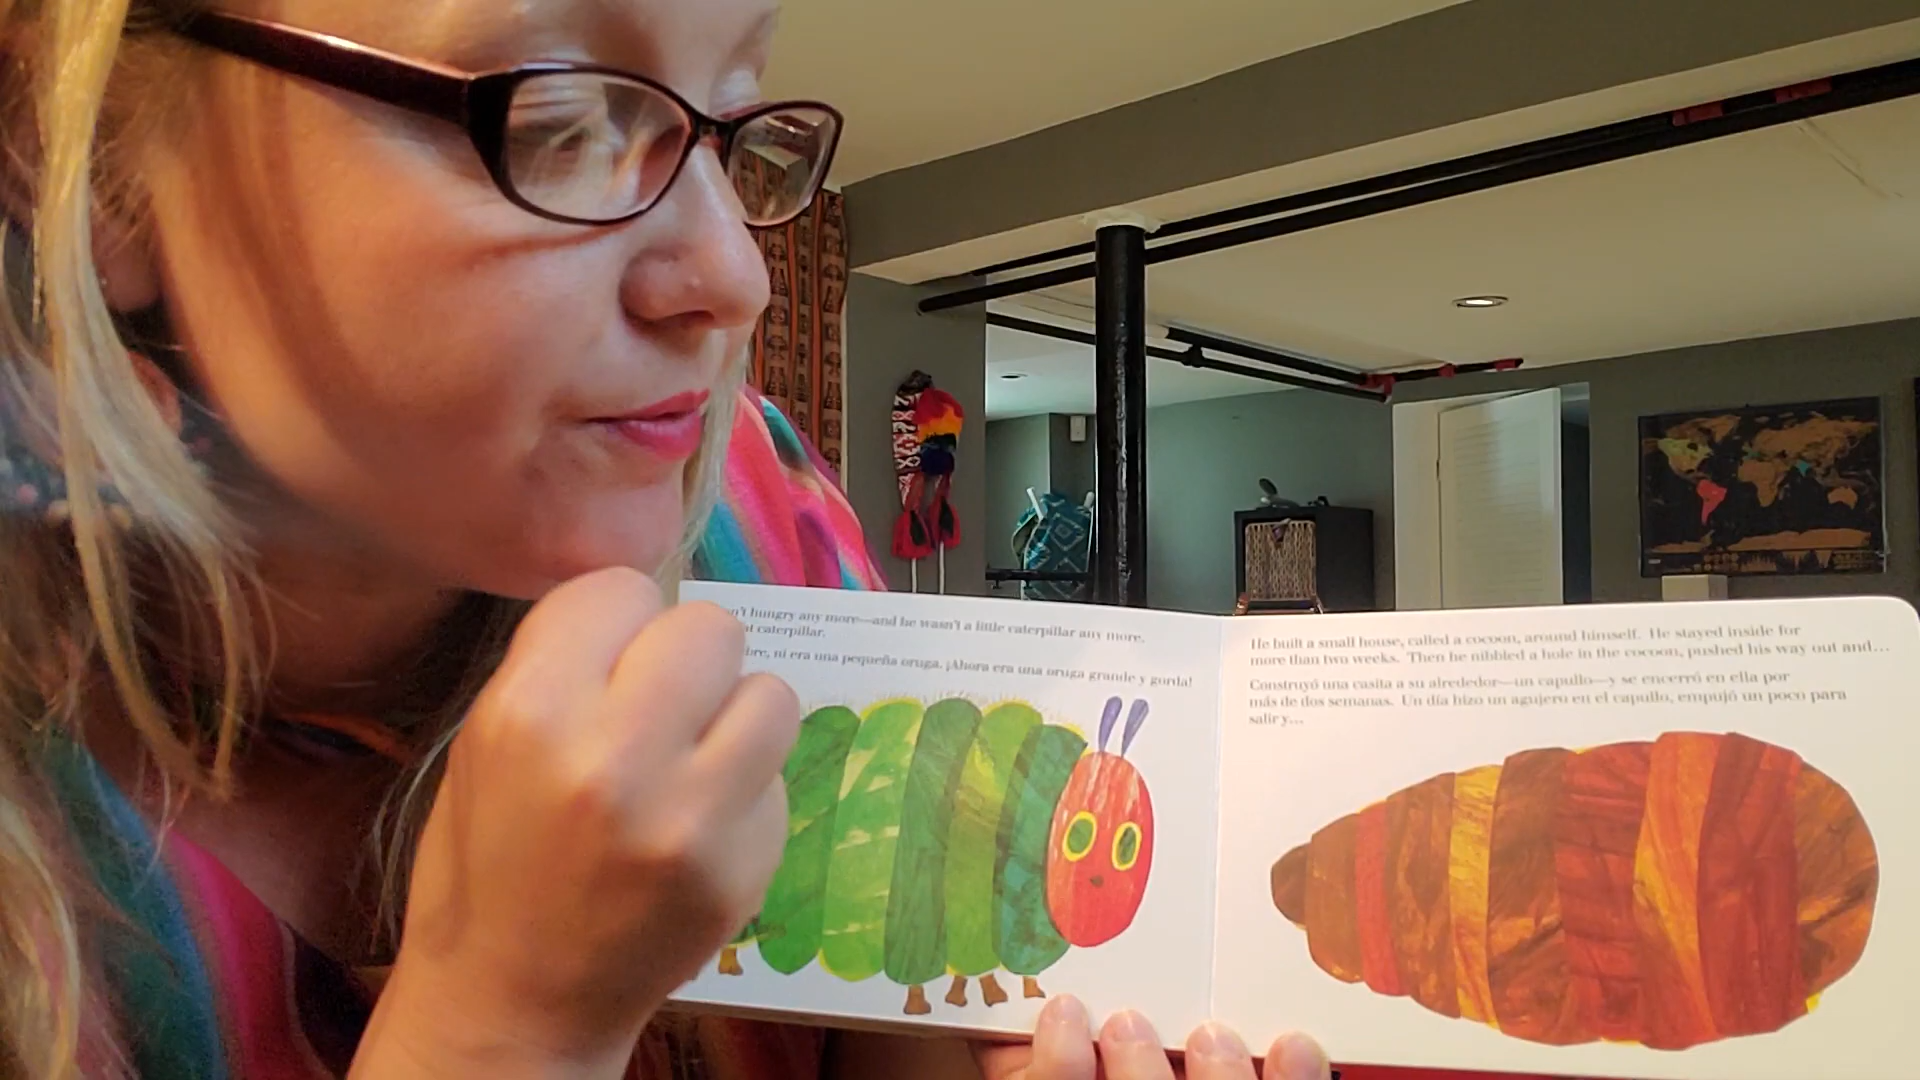 n't hungry any more—and he wasn't a little caterpillar any more.
caterpillar.
ni era una pequeña oruga. ¡Ahora era una oruga grande y gorda!
He built a small house, called a cocoon, around himself. He stayed inside for
more than two weeks. Then he nibbled a hole in the cocoon, pushed his way out and...
Construyó una casita a su alrededor—un capullo—y se encerró en ella por
más de dos semanas. Un día hizo un agujero en el capullo, empujó un poco para
salir y...